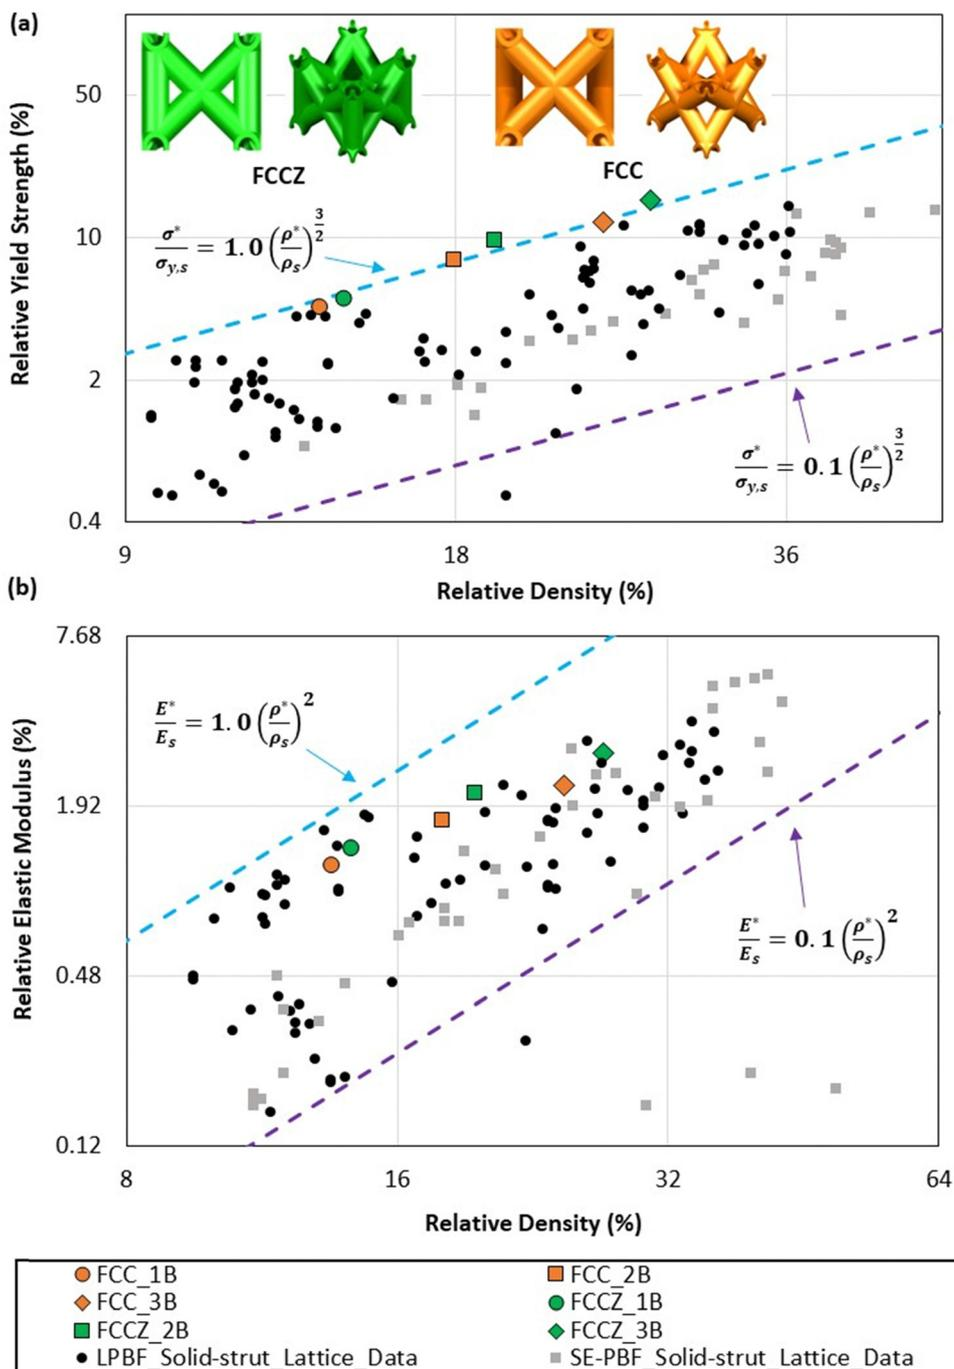 (a)
50
10
2
0.4
Relative Yield Strength (%)
FCCZ
FCC
σ*/σy,s = 1.0 (ρ*/ρs)^3/2
σ*/σy,s = 0.1 (ρ*/ρs)^3/2
9 18 36
Relative Density (%)
(b)
7.68
1.92
0.48
0.12
Relative Elastic Modulus (%)
E*/Es = 1.0 (ρ*/ρs)^2
E*/Es = 0.1 (ρ*/ρs)^2
8 16 32 64
Relative Density (%)
FCC_1B FCC_2B
FCC_3B FCCZ_1B
FCCZ_2B FCCZ_3B
LPBF_Solid-strut_Lattice_Data SE-PBF_Solid-strut_Lattice_Data